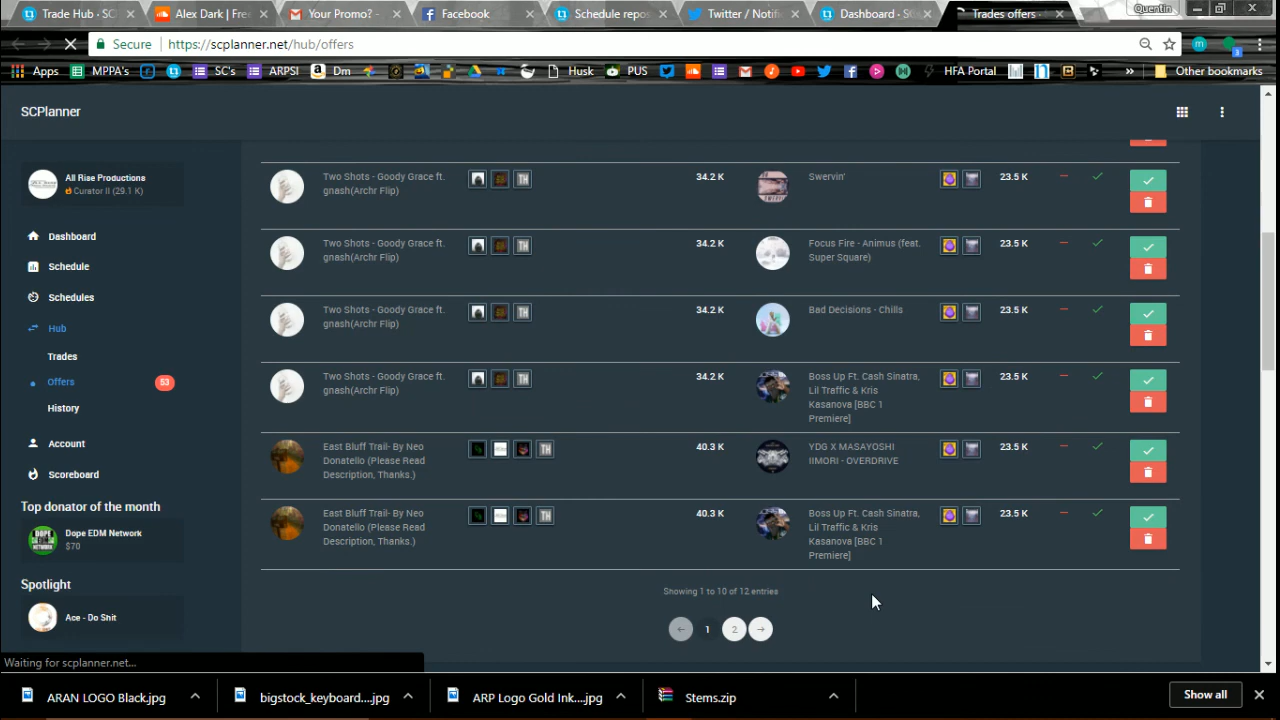 Trade Hub · SC
Alex Dark | Fre
Your Promo? -
Facebook
Schedule repos
Twitter / Notifi
Dashboard · SC
Trades offers ·
Quentin
Secure
https://scplanner.net/hub/offers
Apps
MPPA's
SC's
ARPSI
Dm
Husk
PUS
HFA Portal
Other bookmarks
3
SCPlanner
All Rise Productions
Curator II (29.1 K)
Dashboard
Schedule
Schedules
Hub
Trades
Offers
53
History
Account
Scoreboard
Top donator of the month
Dope EDM Network
$70
Spotlight
Ace - Do Shit
Two Shots - Goody Grace ft.
gnash(Archr Flip)
TH
34.2 K
Swervin'
23.5 K
Two Shots - Goody Grace ft.
gnash(Archr Flip)
TH
34.2 K
Focus Fire - Animus (feat.
Super Square)
23.5 K
Two Shots - Goody Grace ft.
gnash(Archr Flip)
TH
34.2 K
Bad Decisions - Chills
23.5 K
Two Shots - Goody Grace ft.
gnash(Archr Flip)
TH
34.2 K
Boss Up Ft. Cash Sinatra,
Lil Traffic & Kris
Kasanova [BBC 1
Premiere]
23.5 K
East Bluff Trail- By Neo
Donatello (Please Read
Description, Thanks.)
TH
40.3 K
YDG X MASAYOSHI
IIMORI - OVERDRIVE
23.5 K
East Bluff Trail- By Neo
Donatello (Please Read
Description, Thanks.)
TH
40.3 K
Boss Up Ft. Cash Sinatra,
Lil Traffic & Kris
Kasanova [BBC 1
Premiere]
23.5 K
Showing 1 to 10 of 12 entries
← 1 2 →
Waiting for scplanner.net...
ARAN LOGO Black.jpg
bigstock_keyboard....jpg
ARP Logo Gold Ink....jpg
Stems.zip
Show all